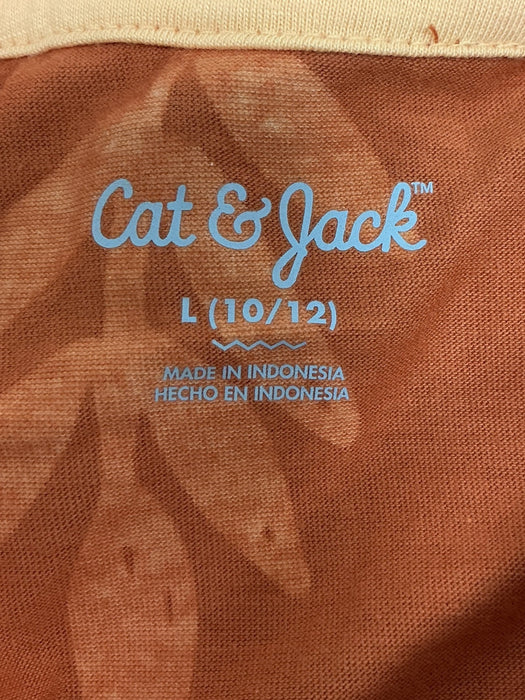 Cat & Jack™
L (10/12)
MADE IN INDONESIA
HECHO EN INDONESIA